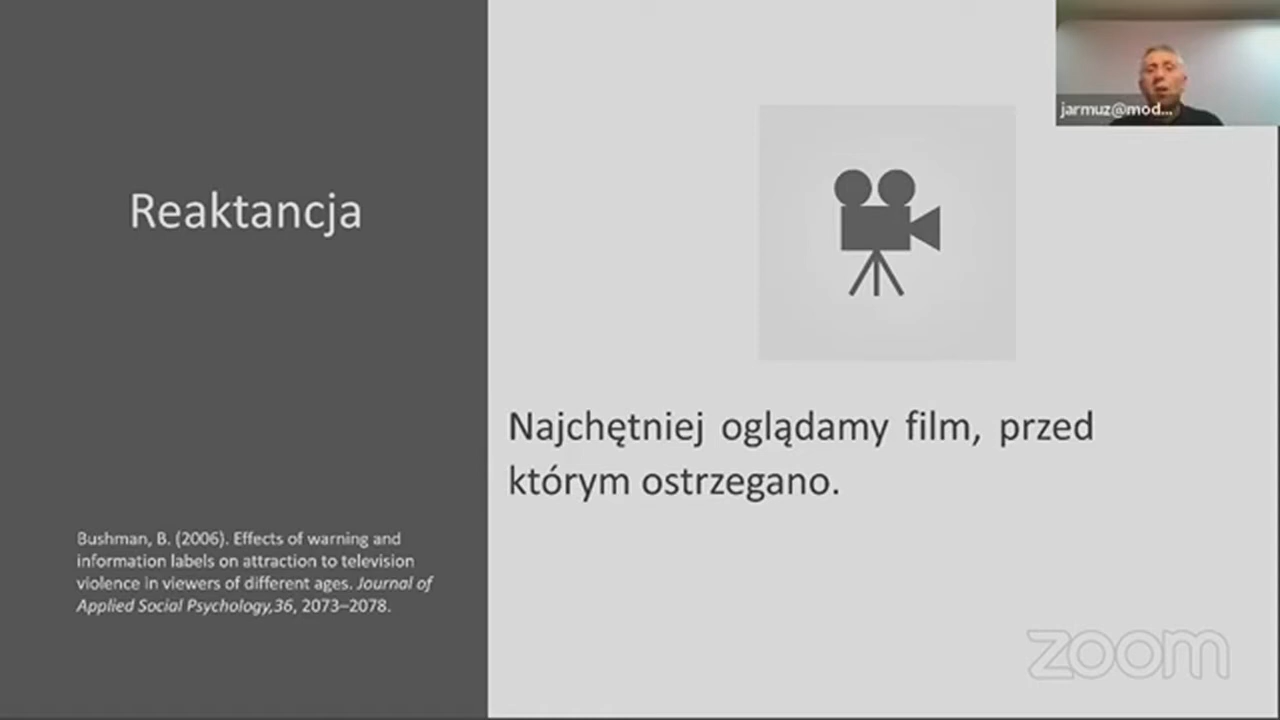 jarmuz@mod...
Reaktancja
Najchętniej oglądamy film, przed
którym ostrzegano.
Bushman, B. (2006). Effects of warning and
information labels on attraction to television
violence in viewers of different ages. Journal of
Applied Social Psychology,36, 2073–2078.
zoom